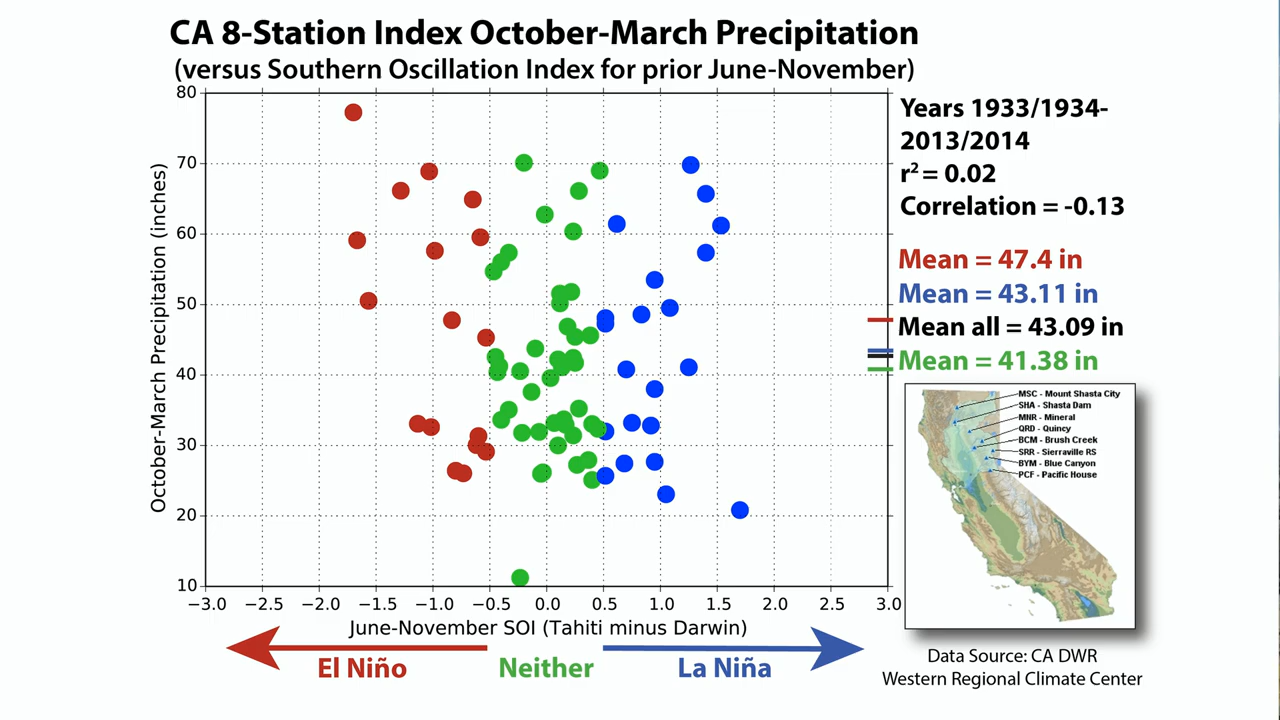 CA 8-Station Index October-March Precipitation
(versus Southern Oscillation Index for prior June-November)
80
70
60
50
40
30
20
10
October-March Precipitation (inches)
−3.0 −2.5 −2.0 −1.5 −1.0 −0.5 0.0 0.5 1.0 1.5 2.0 2.5 3.0
June-November SOI (Tahiti minus Darwin)
El Niño Neither La Niña
Years 1933/1934-
2013/2014
r² = 0.02
Correlation = -0.13
Mean = 47.4 in
Mean = 43.11 in
Mean all = 43.09 in
Mean = 41.38 in
MSC - Mount Shasta City
SHA - Shasta Dam
MNR - Mineral
QRD - Quincy
BCM - Brush Creek
SRR - Sierraville RS
BYM - Blue Canyon
PCF - Pacific House
Data Source: CA DWR
Western Regional Climate Center